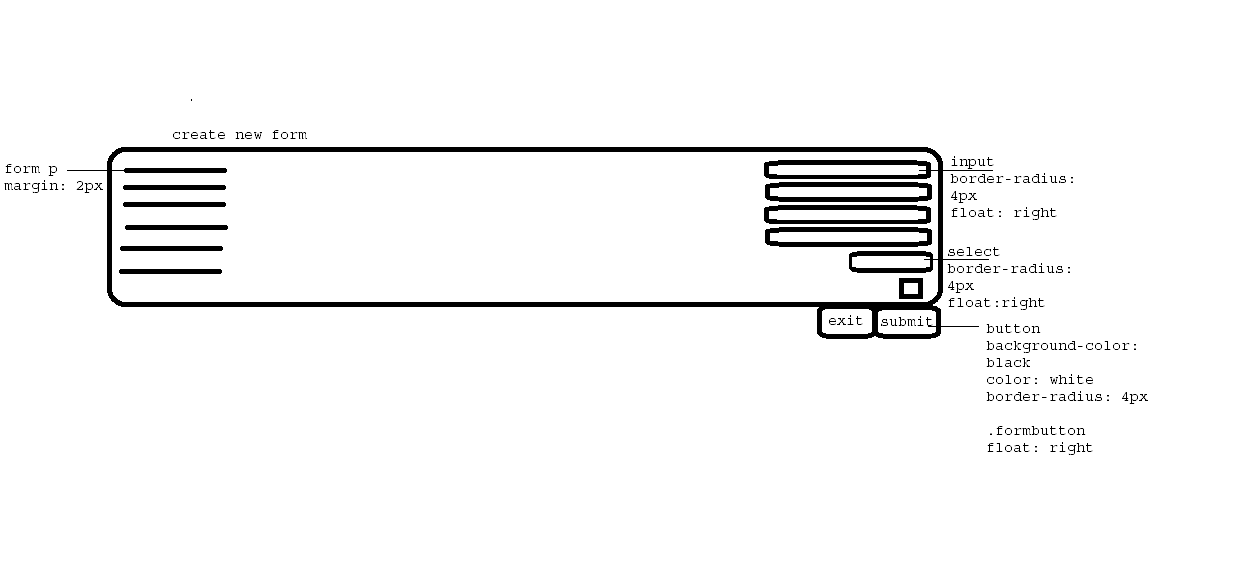 create new form
form p
margin: 2px
input
border-radius:
4px
float: right
select
border-radius:
4px
float:right
exit
submit
button
background-color:
black
color: white
border-radius: 4px
.formbutton
float: right